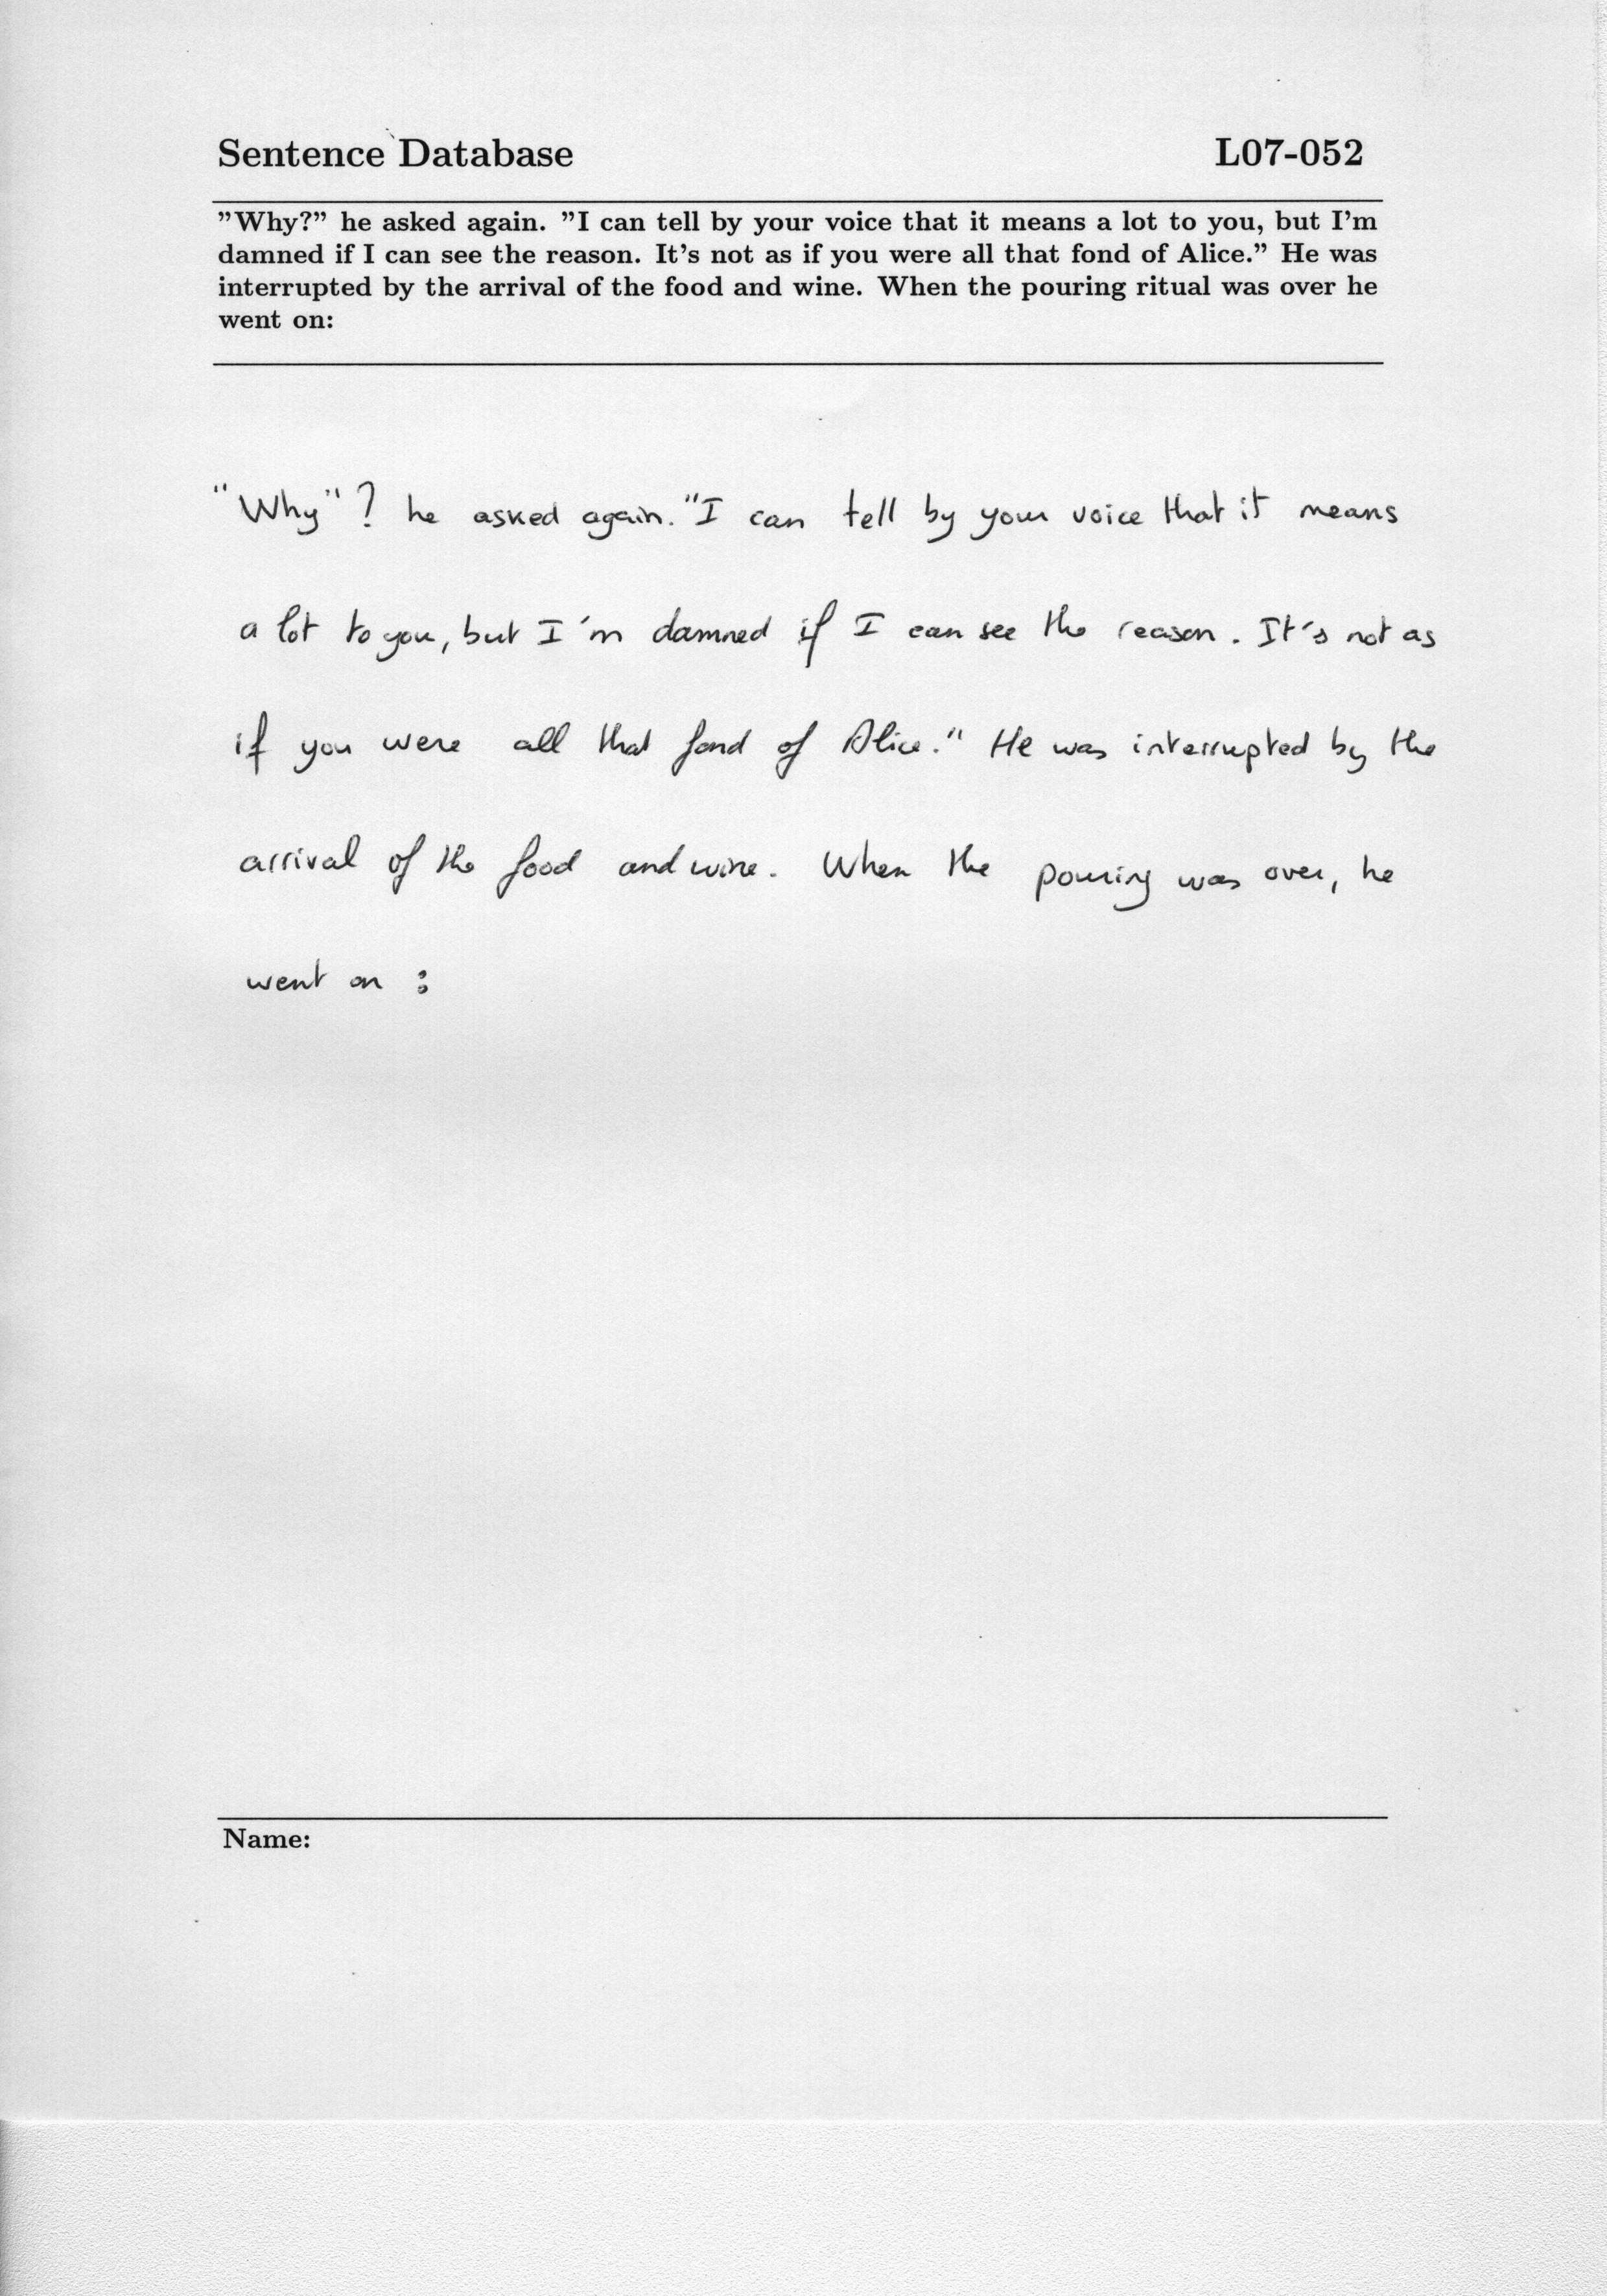 Sentence Database L07-052
”Why?” he asked again. ”I can tell by your voice that it means a lot to you, but I’m
damned if I can see the reason. It’s not as if you were all that fond of Alice.” He was
interrupted by the arrival of the food and wine. When the pouring ritual was over he
went on:
"Why"? he asked again. "I can tell by your voice that it means
a lot to you, but I'm damned if I can see the reason. It's not as
if you were all that fond of Alice." He was interrupted by the
arrival of the food and wine. When the pouring was over, he
went on :
Name: